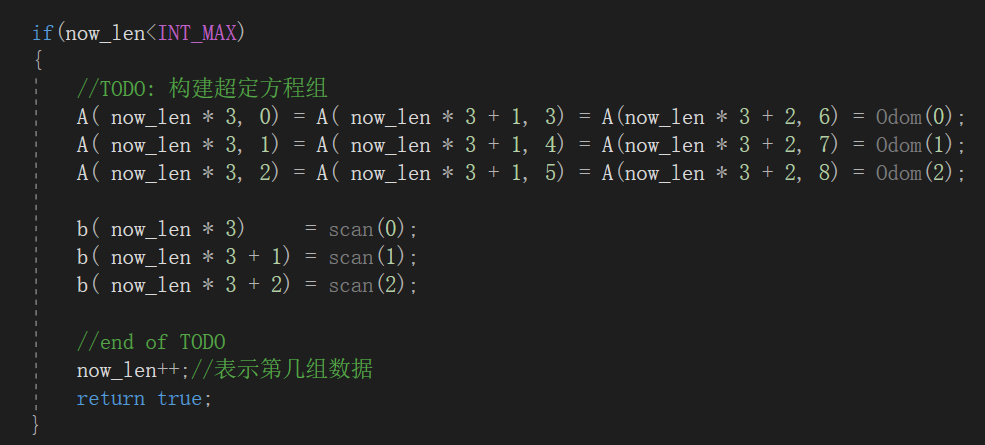 if(now_len<INT_MAX)
{
    //TODO: 构建超定方程组
    A( now_len * 3, 0) = A( now_len * 3 + 1, 3) = A(now_len * 3 + 2, 6) = Odom(0);
    A( now_len * 3, 1) = A( now_len * 3 + 1, 4) = A(now_len * 3 + 2, 7) = Odom(1);
    A( now_len * 3, 2) = A( now_len * 3 + 1, 5) = A(now_len * 3 + 2, 8) = Odom(2);

    b( now_len * 3)     = scan(0);
    b( now_len * 3 + 1) = scan(1);
    b( now_len * 3 + 2) = scan(2);

    //end of TODO
    now_len++;//表示第几组数据
    return true;
}